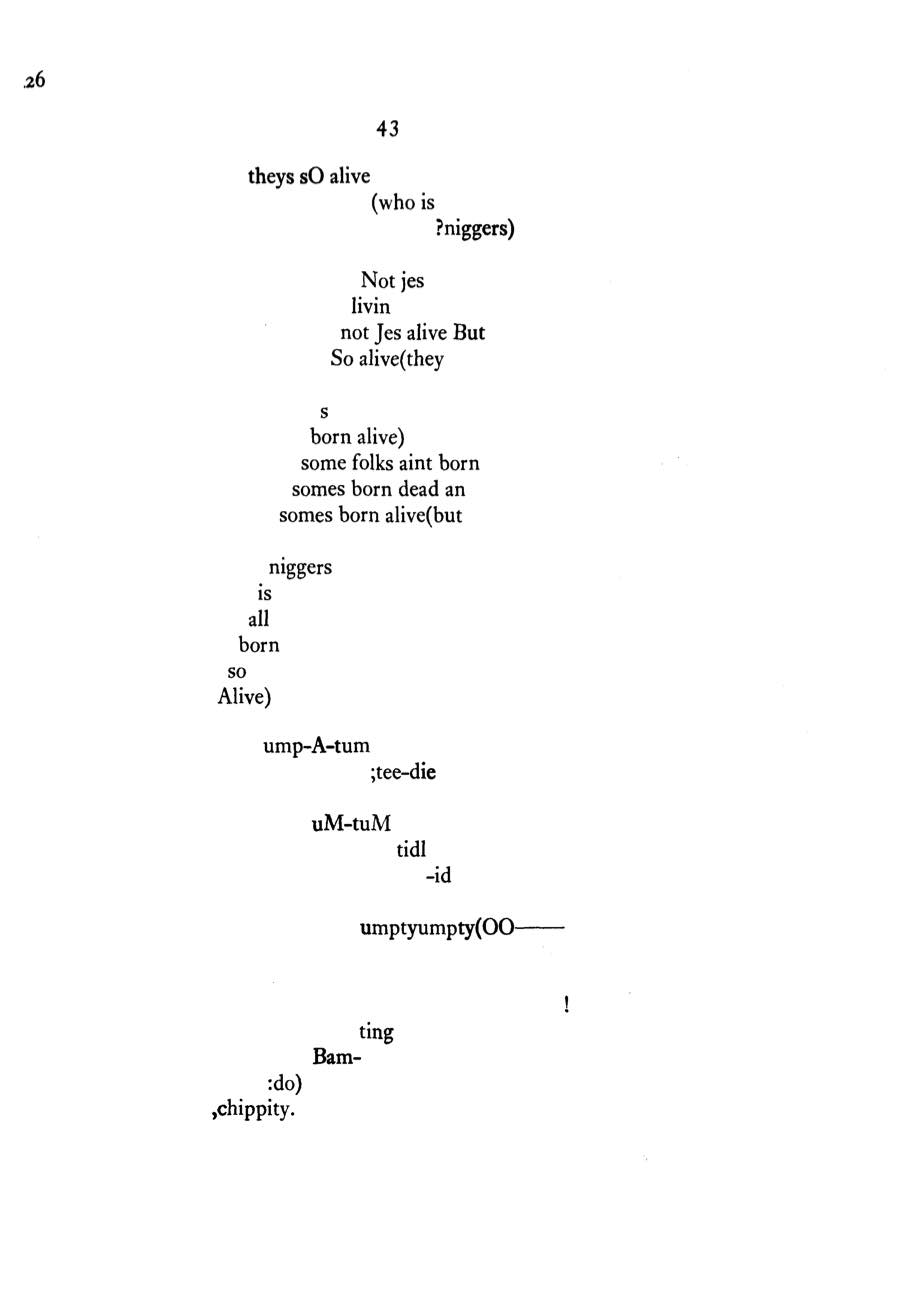 26
43
theys sO alive
(who is
?niggers)
Not jes
livin
not Jes alive But
So alive(they
s
born alive)
some folks aint born
somes born dead an
somes born alive(but
niggers
is
all
born
so
Alive)
ump-A-tum
;tee-die
uM-tuM
tidl
-id
umptyumpty(OO——
!
ting
Bam-
:do)
,chippity.